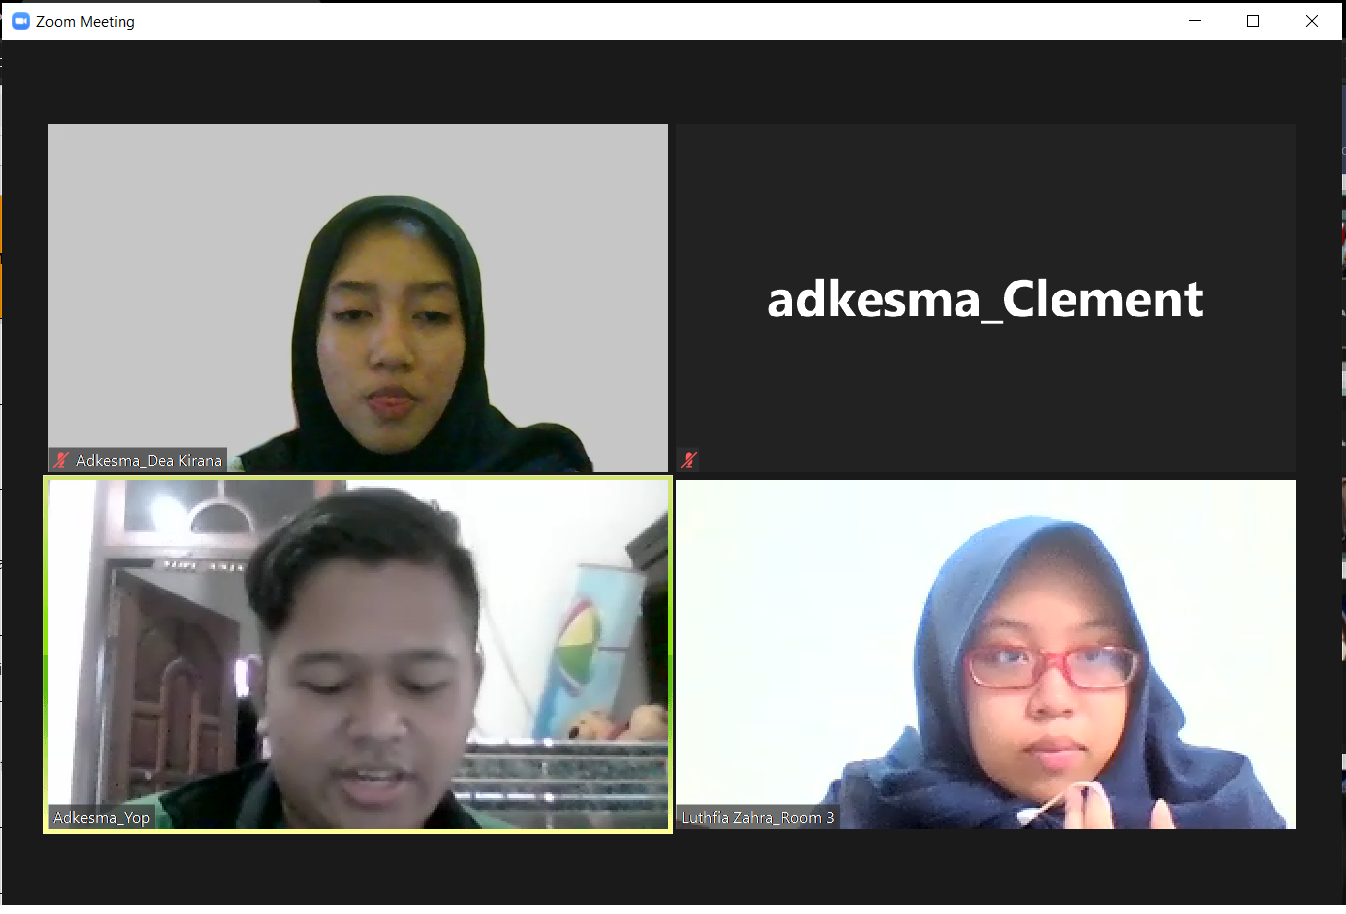 Zoom Meeting
adkesma_Clement
Adkesma_Dea Kirana
Adkesma_Yop
Luthfia Zahra_Room 3